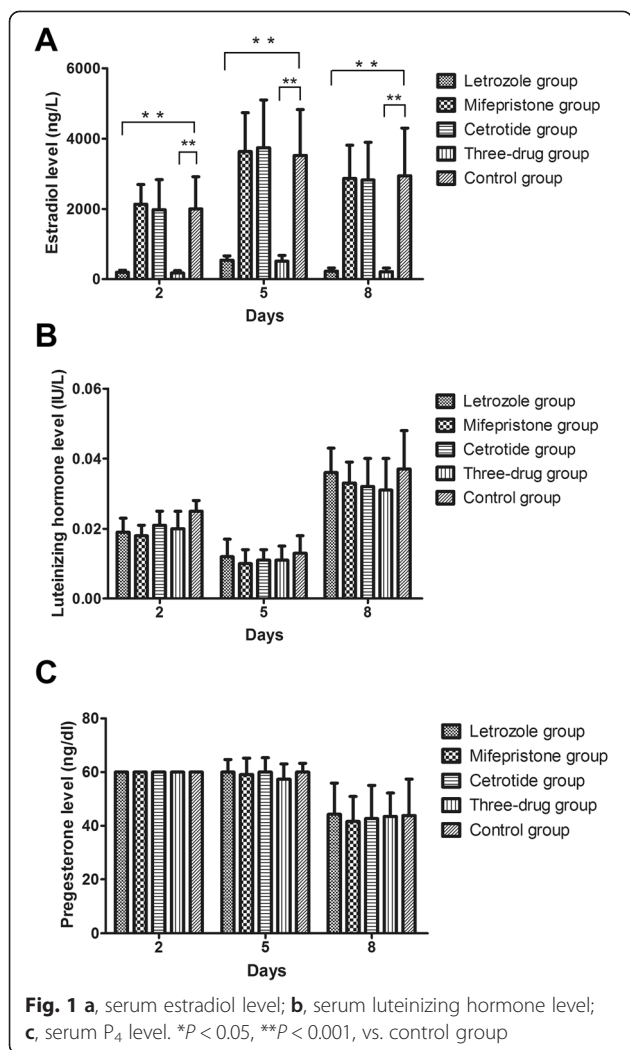 A
* *
* *
* *
**
**
**
6000
4000
2000
0
Estradiol level (ng/L)
2 5 8
Days
Letrozole group
Mifepristone group
Cetrotide group
Three-drug group
Control group
B
0.06
0.04
0.02
0.00
Luteinizing hormone level (IU/L)
2 5 8
Days
Letrozole group
Mifepristone group
Cetrotide group
Three-drug group
Control group
C
80
60
40
20
0
Pregesterone level (ng/dl)
2 5 8
Days
Letrozole group
Mifepristone group
Cetrotide group
Three-drug group
Control group
Fig. 1 a, serum estradiol level; b, serum luteinizing hormone level;
c, serum P₄ level. *P < 0.05, **P < 0.001, vs. control group